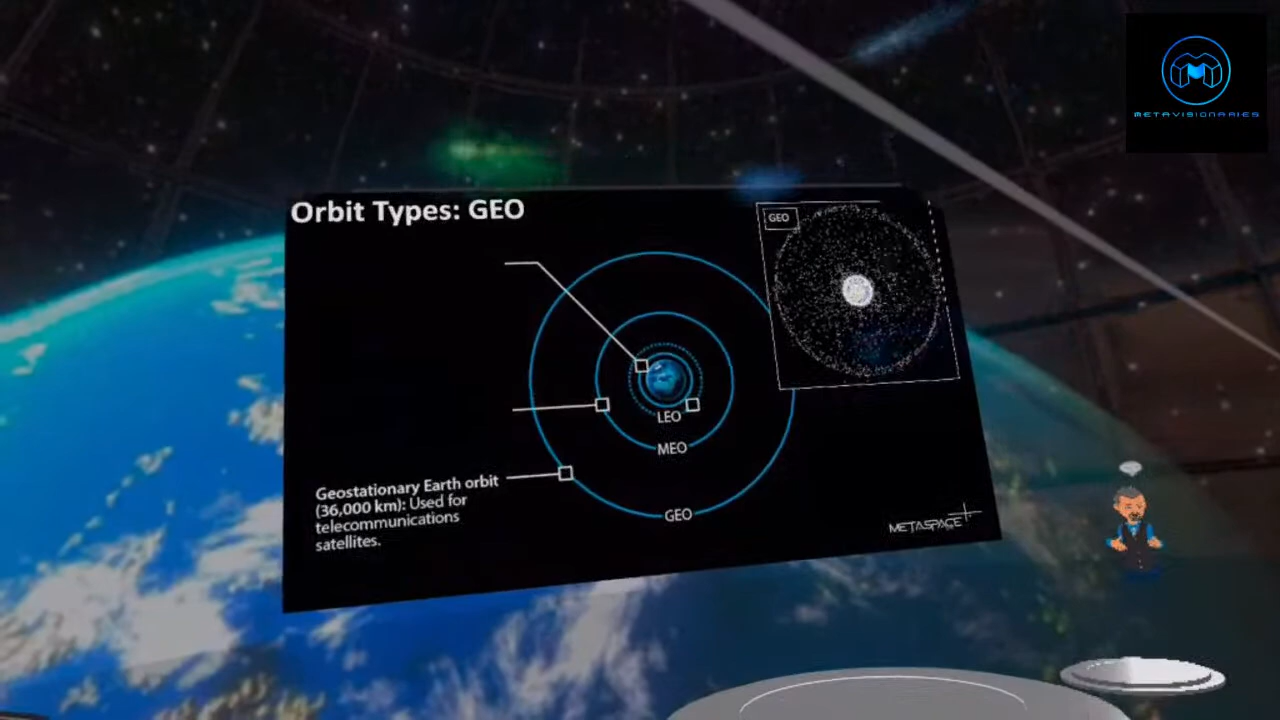 METAVISIONARIES
Orbit Types: GEO
GEO
LEO
MEO
Geostationary Earth orbit
(36,000 km): Used for
telecommunications
satellites.
GEO
METASPACE